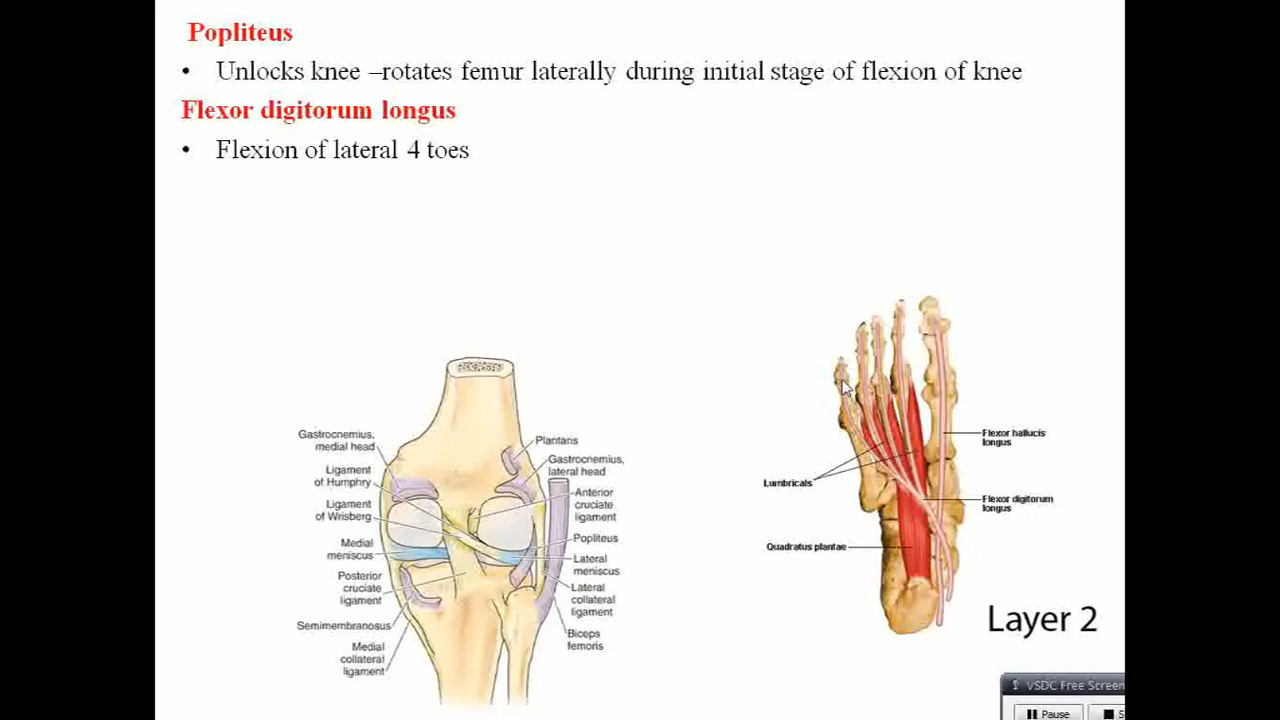 Popliteus
• Unlocks knee –rotates femur laterally during initial stage of flexion of knee
Flexor digitorum longus
• Flexion of lateral 4 toes
Gastrocnemius,
medial head
Ligament
of Humphry
Ligament
of Wrisberg
Medial
meniscus
Posterior
cruciate
ligament
Semimembranosus
Medial
collateral
ligament
Plantaris
Gastrocnemius,
lateral head
Anterior
cruciate
ligament
Popliteus
Lateral
meniscus
Lateral
collateral
ligament
Biceps
femoris
Lumbricals
Quadratus plantae
Flexor hallucis
longus
Flexor digitorum
longus
Layer 2
VSDC Free Screen
Pause
S